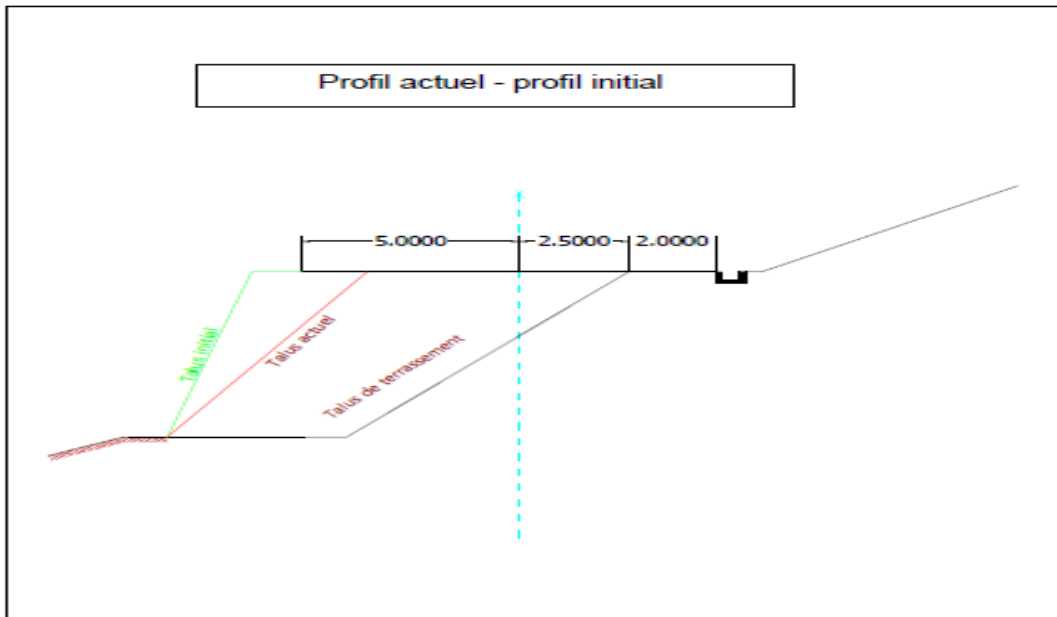 Profil actuel - profil initial
5.0000 2.5000 2.0000
Talus initial
Talus actuel
Talus de terrassement